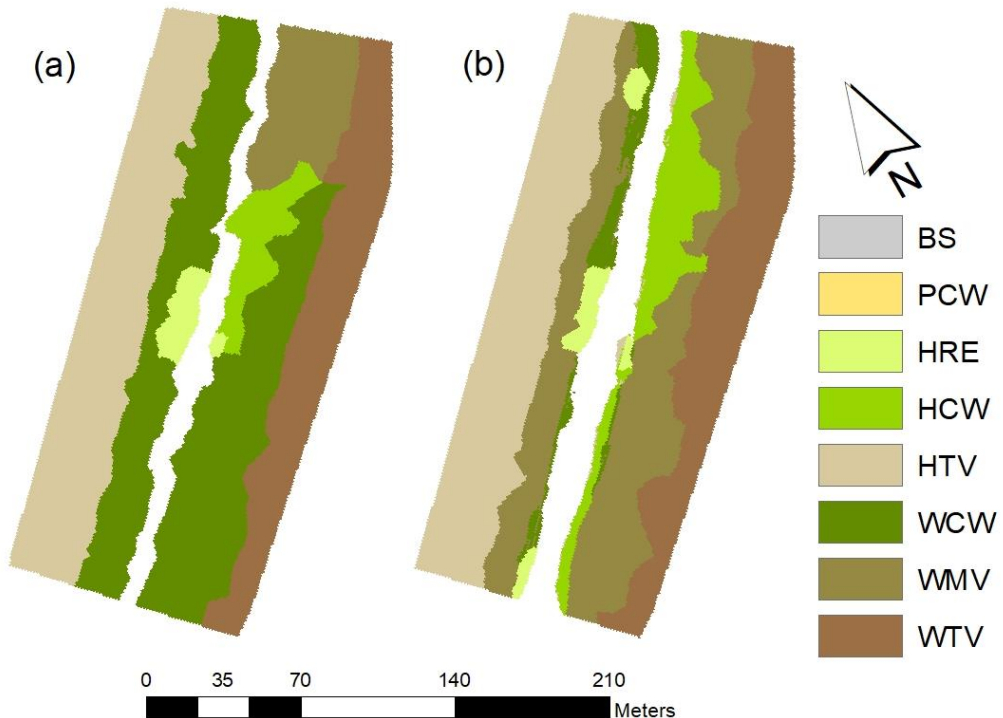 (a)
(b)
N
BS
PCW
HRE
HCW
HTV
WCW
WMV
WTV
0 35 70 140 210
Meters